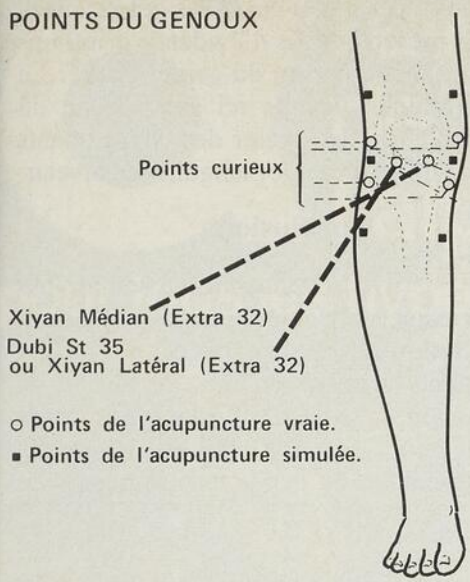 POINTS DU GENOUX
Points curieux
Xiyan Médian (Extra 32)
Dubi St 35
ou Xiyan Latéral (Extra 32)
Points de l'acupuncture vraie.
Points de l'acupuncture simulée.